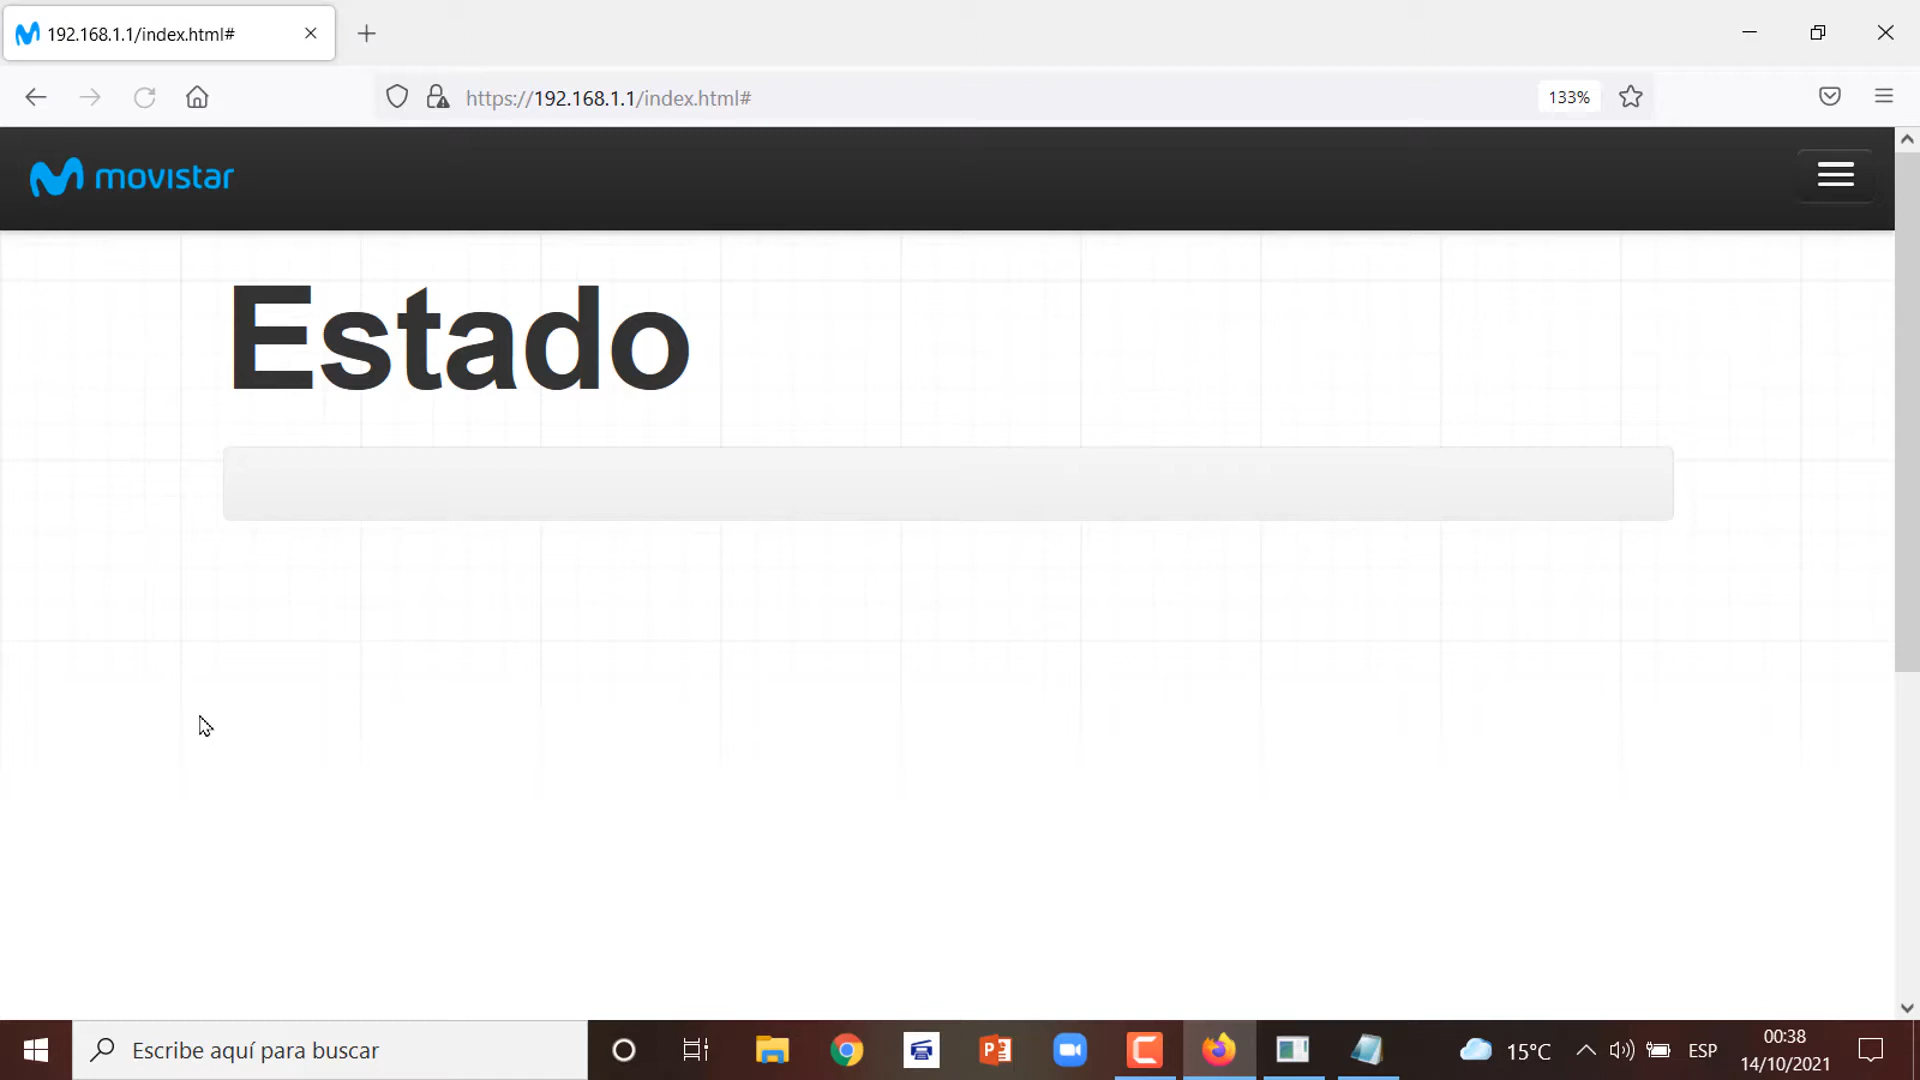 192.168.1.1/index.html#
https://192.168.1.1/index.html#
133%
movistar
Estado
Escribe aquí para buscar
15°C
ESP
00:38
14/10/2021